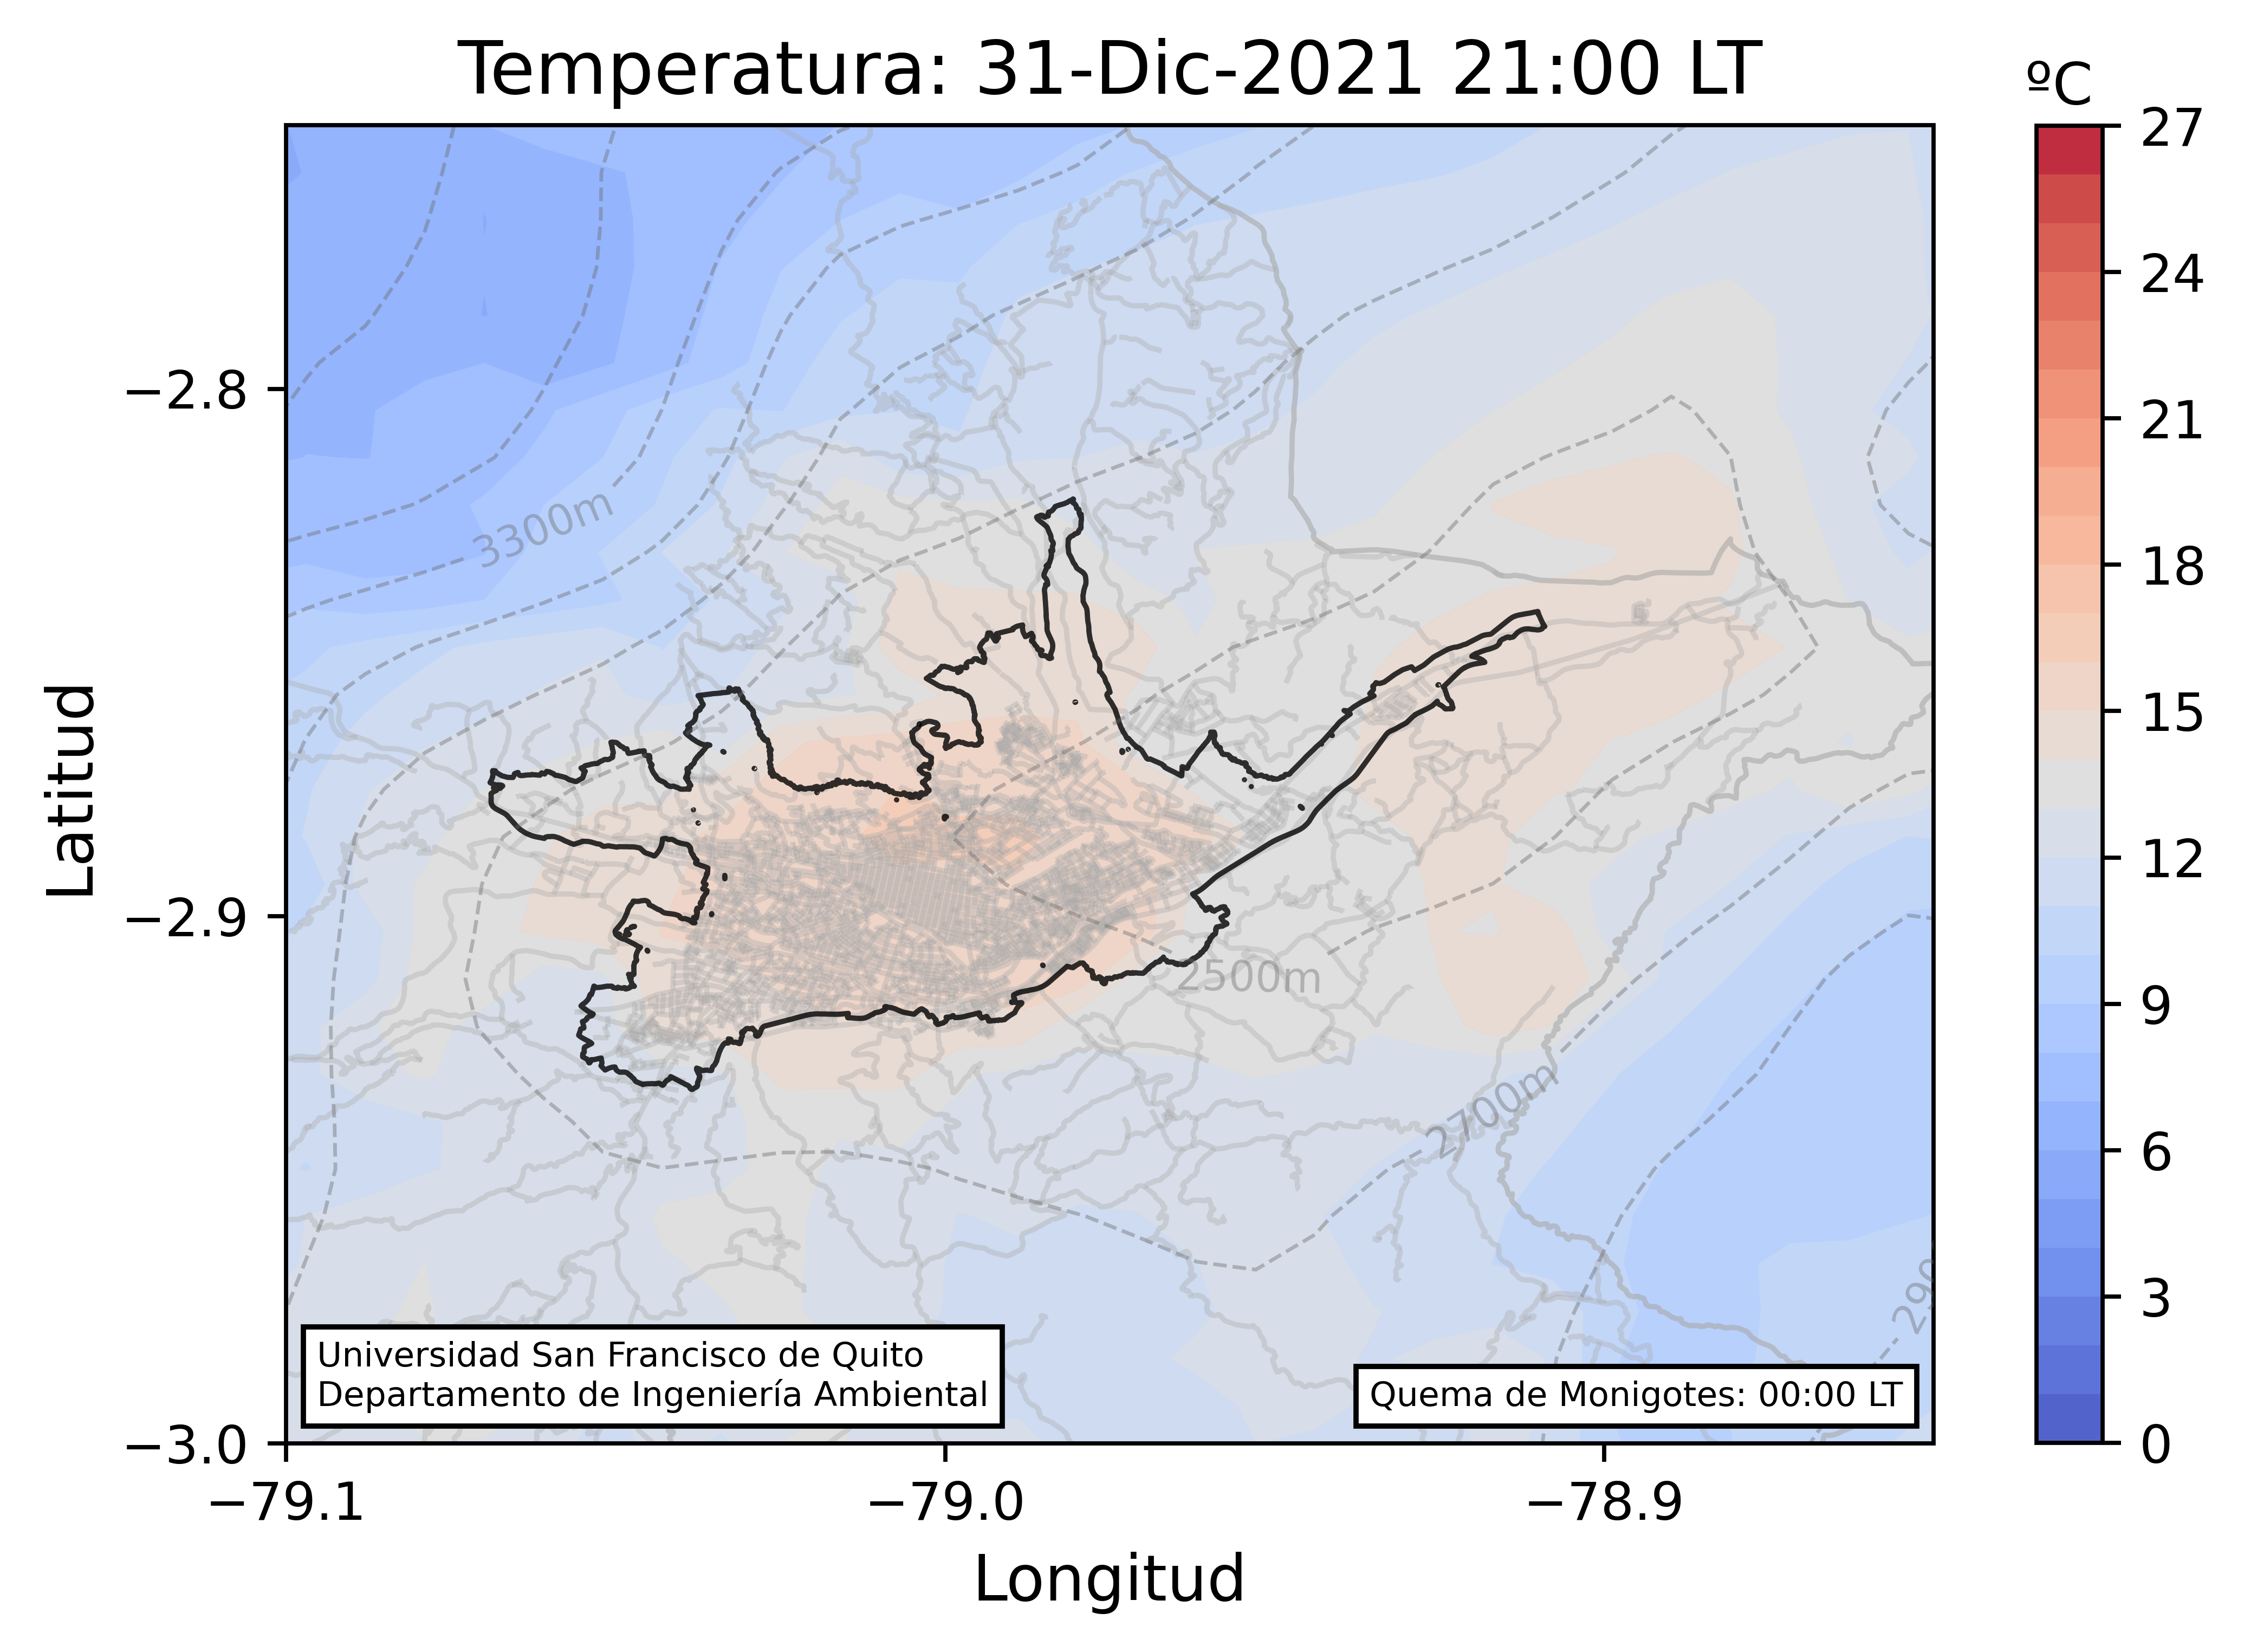 Temperatura: 31-Dic-2021 21:00 LT
ºC
27
24
21
18
15
12
9
6
3
0
Latitud
−2.8
−2.9
−3.0
3300m
2500m
2700m
Universidad San Francisco de Quito
Departamento de Ingeniería Ambiental
Quema de Monigotes: 00:00 LT
−79.1
−79.0
−78.9
Longitud